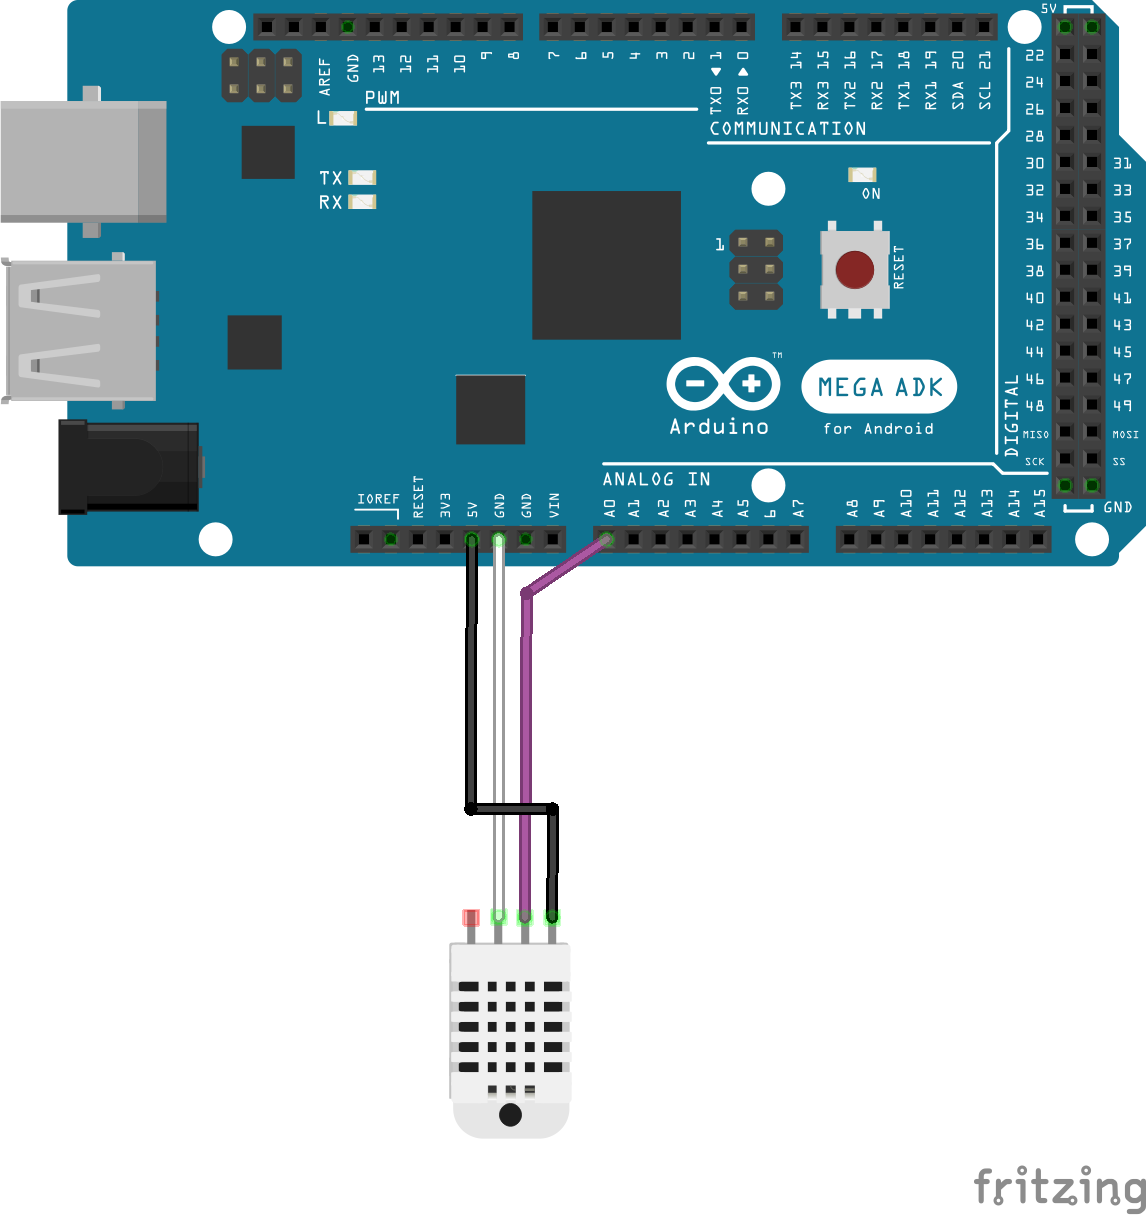 5V
AREF GND 13 12 11 10 9 8 7 6 5 4 3 2 TX0 ▶ 1 RX0 ◀ 0 TX3 14 RX3 15 TX2 16 RX2 17 TX1 18 RX1 19 SDA 20 SCL 21
22
24
26
28
30 31
32 33
34 35
36 37
38 39
40 41
42 43
44 45
46 47
48 49
MISO MOSI
SCK SS
GND
DIGITAL
PWM
L
COMMUNICATION
TX
RX
ON
1
RESET
TM
Arduino
MEGA ADK
for Android
ANALOG IN
IOREF RESET 3V3 5V GND GND VIN A0 A1 A2 A3 A4 A5 6 A7 A8 A9 A10 A11 A12 A13 A14 A15
fritzing